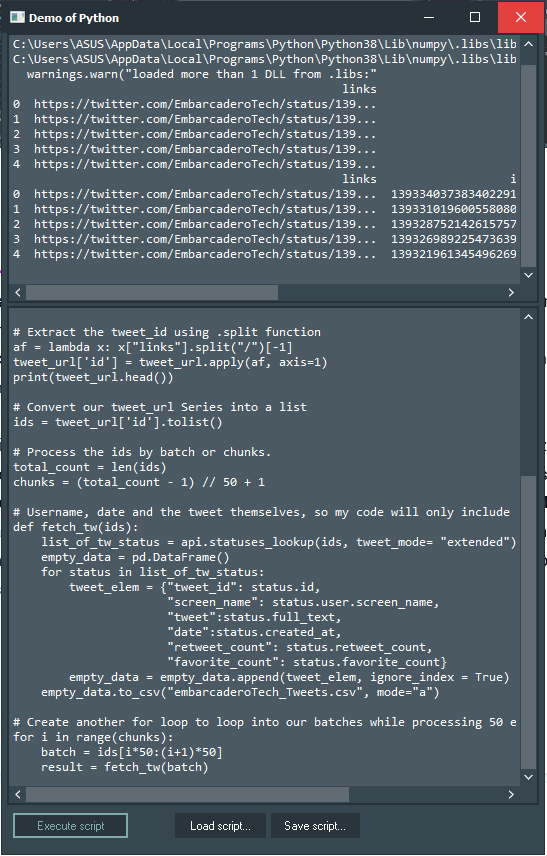 Demo of Python
C:\Users\ASUS\AppData\Local\Programs\Python\Python38\Lib\numpy\.libs\lib
C:\Users\ASUS\AppData\Local\Programs\Python\Python38\Lib\numpy\.libs\lib
  warnings.warn("loaded more than 1 DLL from .libs:"
                                               links
0  https://twitter.com/EmbarcaderoTech/status/139...
1  https://twitter.com/EmbarcaderoTech/status/139...
2  https://twitter.com/EmbarcaderoTech/status/139...
3  https://twitter.com/EmbarcaderoTech/status/139...
4  https://twitter.com/EmbarcaderoTech/status/139...
                                               links                   i
0  https://twitter.com/EmbarcaderoTech/status/139...  139334037383402291
1  https://twitter.com/EmbarcaderoTech/status/139...  139331019600558080
2  https://twitter.com/EmbarcaderoTech/status/139...  139328752142615757
3  https://twitter.com/EmbarcaderoTech/status/139...  139326989225473639
4  https://twitter.com/EmbarcaderoTech/status/139...  139321961345496269
# Extract the tweet_id using .split function
af = lambda x: x["links"].split("/")[-1]
tweet_url['id'] = tweet_url.apply(af, axis=1)
print(tweet_url.head())
# Convert our tweet_url Series into a list
ids = tweet_url['id'].tolist()
# Process the ids by batch or chunks.
total_count = len(ids)
chunks = (total_count - 1) // 50 + 1
# Username, date and the tweet themselves, so my code will only include
def fetch_tw(ids):
    list_of_tw_status = api.statuses_lookup(ids, tweet_mode= "extended")
    empty_data = pd.DataFrame()
    for status in list_of_tw_status:
        tweet_elem = {"tweet_id": status.id,
                      "screen_name": status.user.screen_name,
                      "tweet":status.full_text,
                      "date":status.created_at,
                      "retweet_count": status.retweet_count,
                      "favorite_count": status.favorite_count}
        empty_data = empty_data.append(tweet_elem, ignore_index = True)
    empty_data.to_csv("embarcaderoTech_Tweets.csv", mode="a")
# Create another for loop to loop into our batches while processing 50 e
for i in range(chunks):
    batch = ids[i*50:(i+1)*50]
    result = fetch_tw(batch)
Execute script
Load script...
Save script...